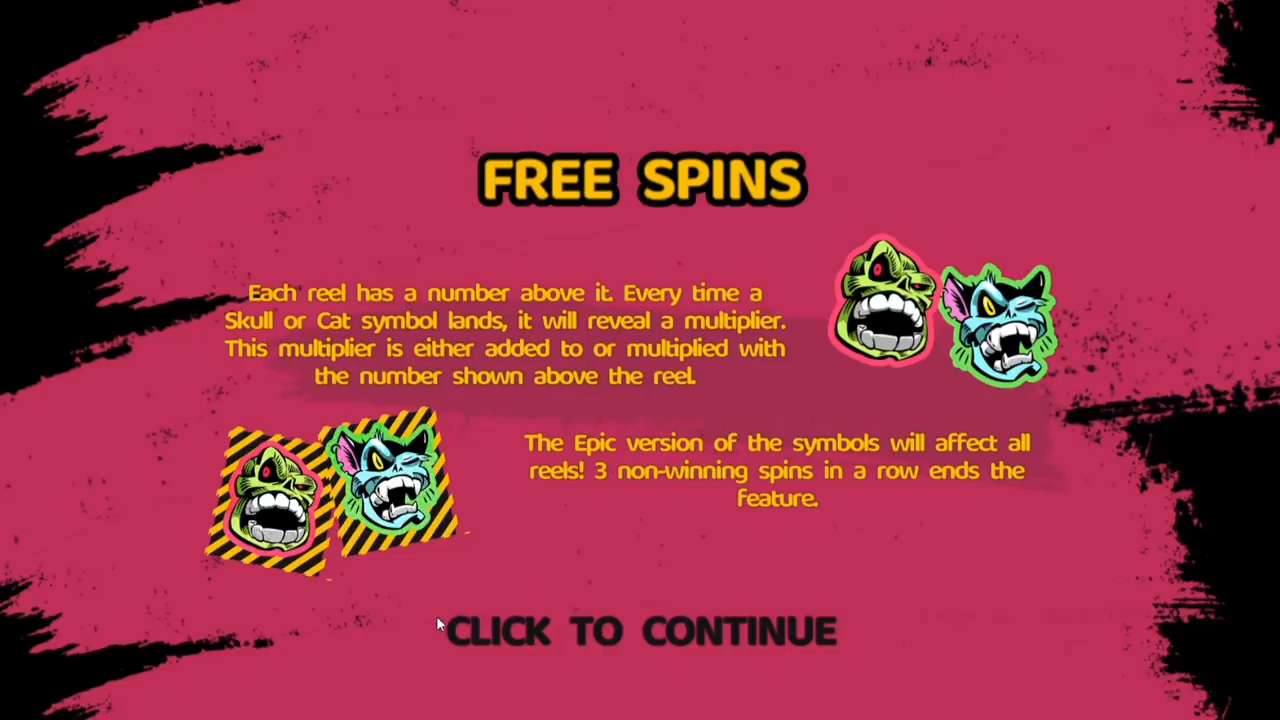 FREE SPINS
Each reel has a number above it. Every time a
Skull or Cat symbol lands, it will reveal a multiplier.
This multiplier is either added to or multiplied with
the number shown above the reel.
The Epic version of the symbols will affect all
reels! 3 non-winning spins in a row ends the
feature.
CLICK TO CONTINUE